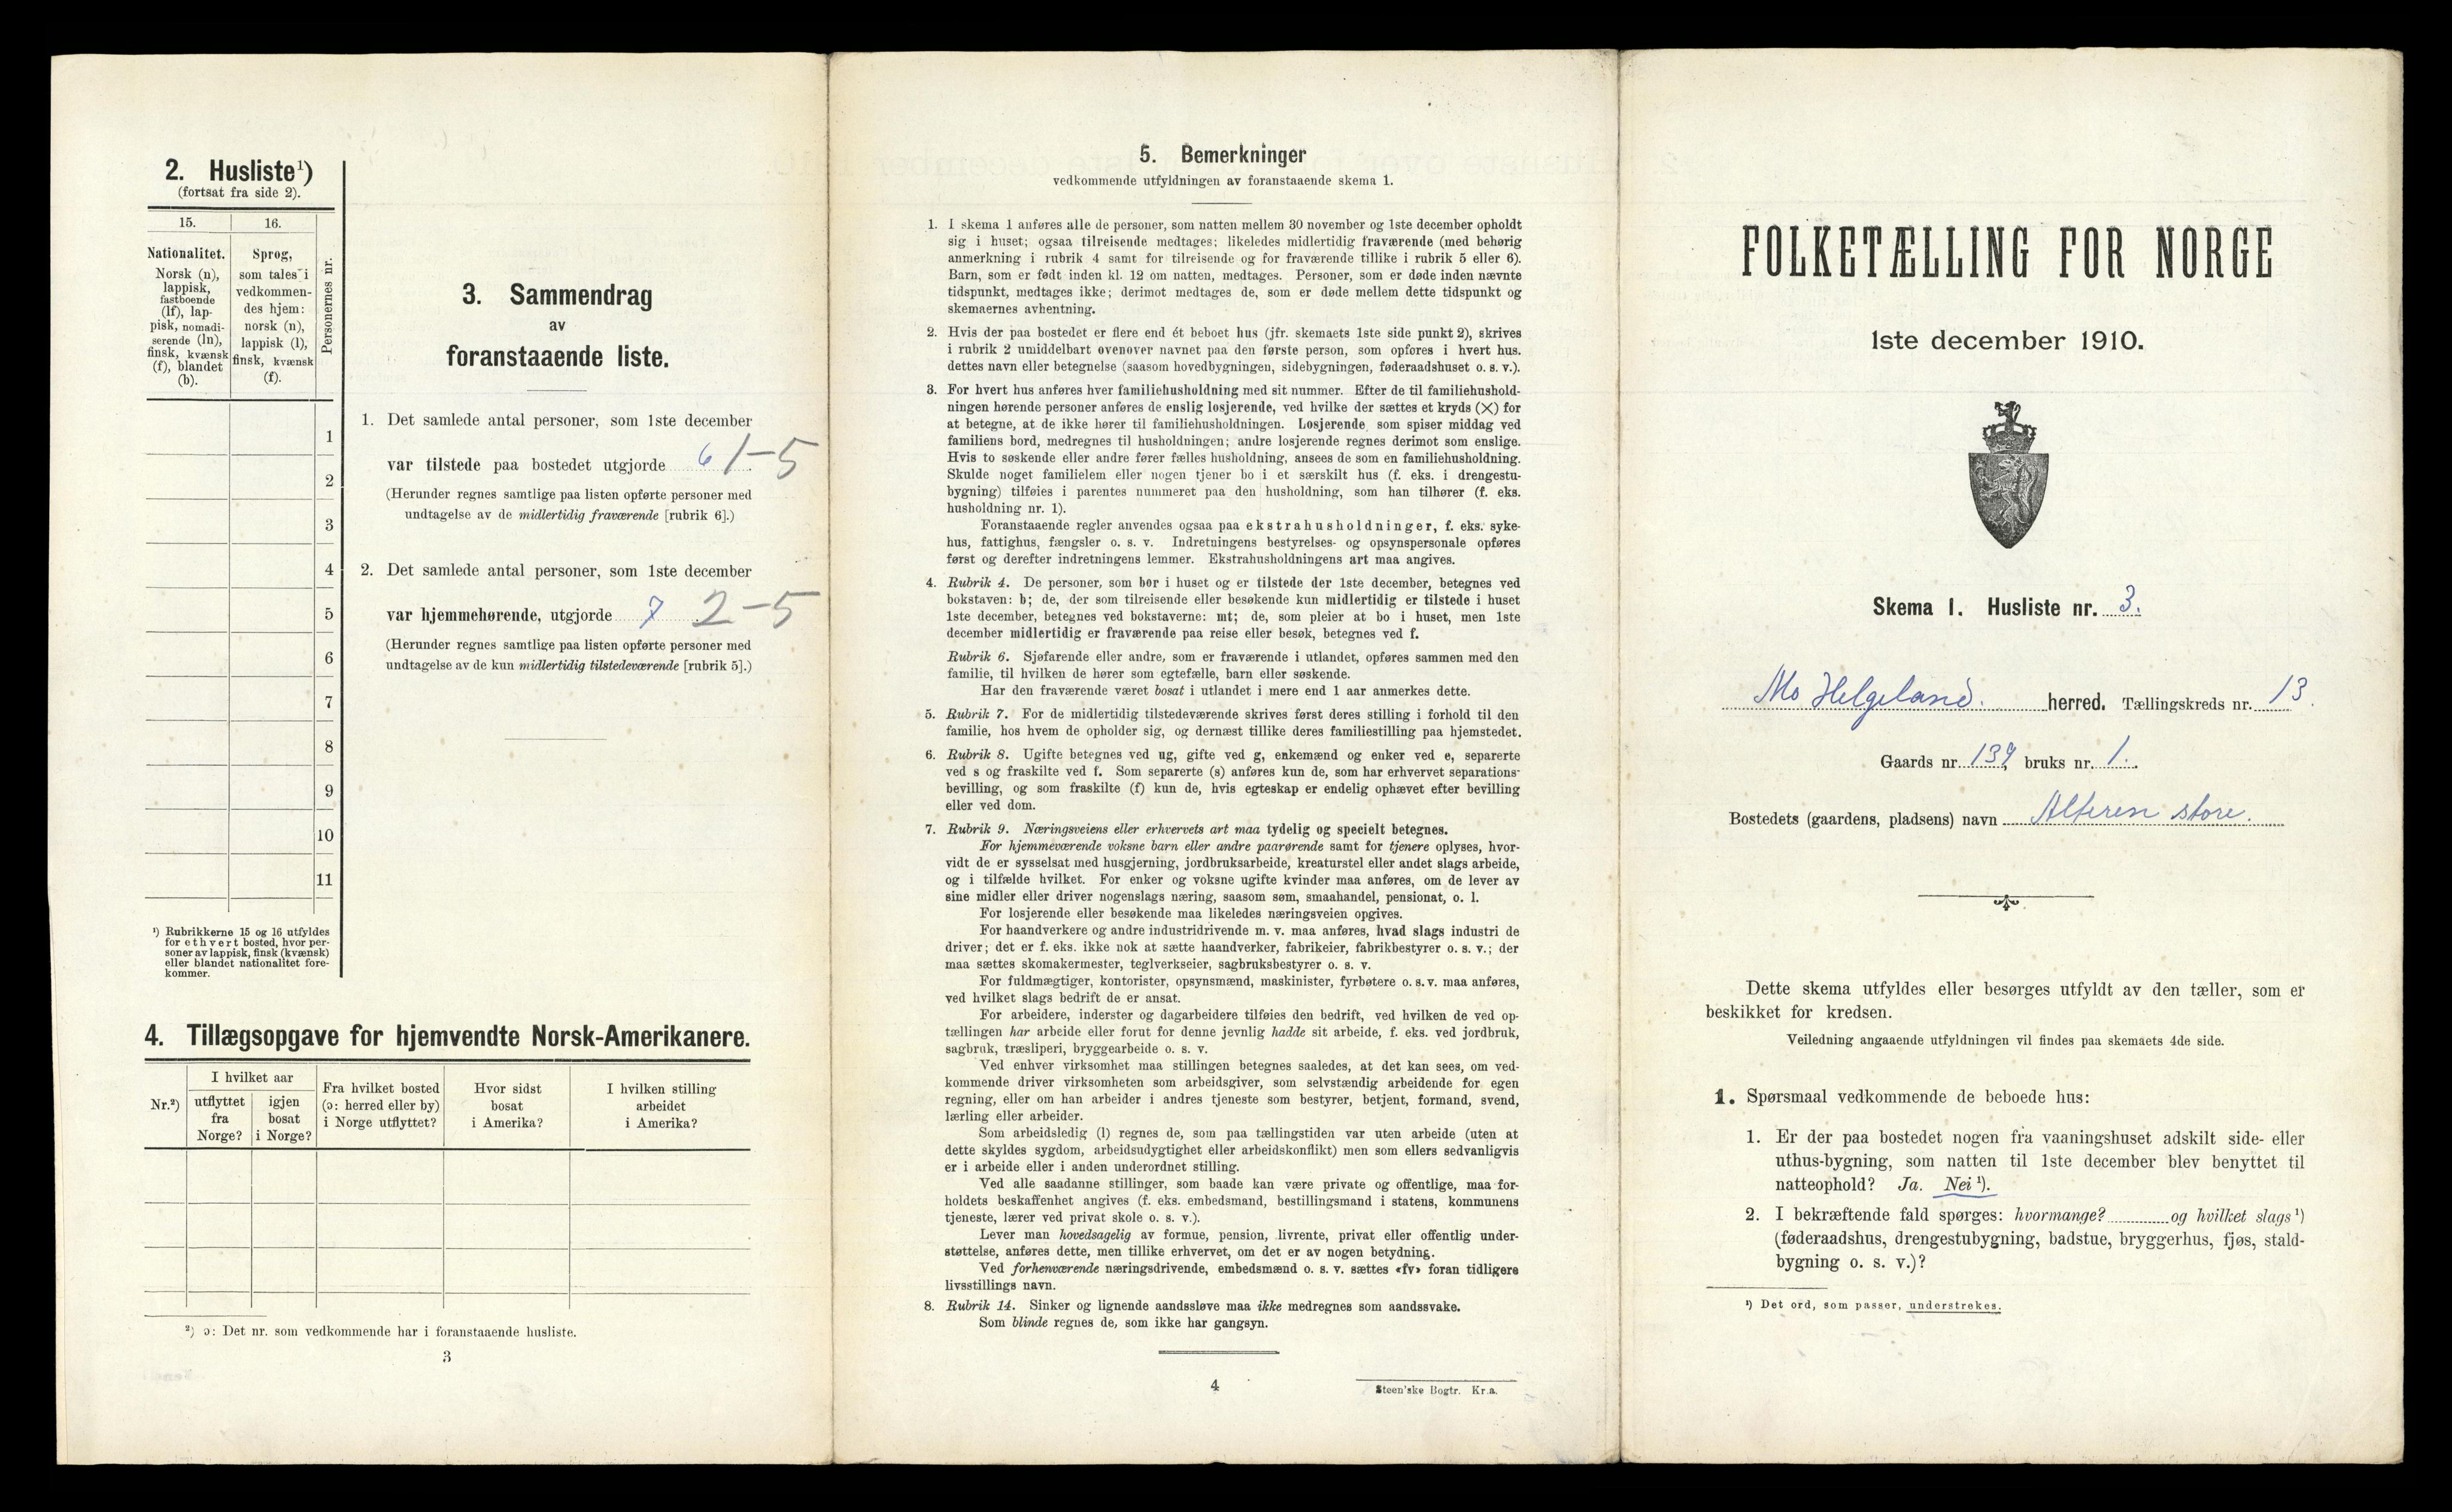 2. Husliste¹)
(fortsat fra side 2).
15.
16.
Personernes nr.
Nationalitet.
Norsk (n),
lappisk,
fastboende
(lf), lap-
pisk, nomadi-
serende (ln),
finsk, kvænsk
(f), blandet
(b).
Sprog,
som tales i
vedkommen-
des hjem:
norsk (n),
lappisk (l),
finsk, kvænsk
(f).
1
2
3
4
5
6
7
8
9
10
11
¹) Rubrikkerne 15 og 16 utfyldes
for ethvert bosted, hvor per-
soner av lappisk, finsk (kvænsk)
eller blandet nationalitet fore-
kommer.
3. Sammendrag
av
foranstaaende liste.
1. Det samlede antal personer, som 1ste december
var tilstede paa bostedet utgjorde 6 1-5
(Herunder regnes samtlige paa listen opførte personer med
undtagelse av de midlertidig fraværende [rubrik 6].)
2. Det samlede antal personer, som 1ste december
var hjemmehørende, utgjorde 7 2-5
(Herunder regnes samtlige paa listen opførte personer med
undtagelse av de kun midlertidig tilstedeværende [rubrik 5].)
4. Tillægsopgave for hjemvendte Norsk-Amerikanere.
Nr.²)
I hvilket aar
utflyttet
fra
Norge?
igjen
bosat
i Norge?
Fra hvilket bosted
(ɔ: herred eller by)
i Norge utflyttet?
Hvor sidst
bosat
i Amerika?
I hvilken stilling
arbeidet
i Amerika?
²) ɔ: Det nr. som vedkommende har i foranstaaende husliste.
3
5. Bemerkninger
vedkommende utfyldningen av foranstaaende skema 1.
1. I skema 1 anføres alle de personer, som natten mellem 30 november og 1ste december opholdt
sig i huset; ogsaa tilreisende medtages; likeledes midlertidig fraværende (med behørig
anmerkning i rubrik 4 samt for tilreisende og for fraværende tillike i rubrik 5 eller 6).
Barn, som er født inden kl. 12 om natten, medtages. Personer, som er døde inden nævnte
tidspunkt, medtages ikke; derimot medtages de, som er døde mellem dette tidspunkt og
skemaernes avhentning.
2. Hvis der paa bostedet er flere end ét beboet hus (jfr. skemaets 1ste side punkt 2), skrives
i rubrik 2 umiddelbart ovenover navnet paa den første person, som opføres i hvert hus.
dettes navn eller betegnelse (saasom hovedbygningen, sidebygningen, føderaadshuset o. s. v.).
3. For hvert hus anføres hver familiehusholdning med sit nummer. Efter de til familiehushold-
ningen hørende personer anføres de enslig losjerende, ved hvilke der sættes et kryds (✕) for
at betegne, at de ikke hører til familiehusholdningen. Losjerende som spiser middag ved
familiens bord, medregnes til husholdningen; andre losjerende regnes derimot som enslige.
Hvis to søskende eller andre fører fælles husholdning, ansees de som en familiehusholdning.
Skulde noget familielem eller nogen tjener bo i et særskilt hus (f. eks. i drengestu-
bygning) tilføies i parentes nummeret paa den husholdning, som han tilhører (f. eks.
husholdning nr. 1).
Foranstaaende regler anvendes ogsaa paa ekstrahusholdninger, f. eks. syke-
hus, fattighus, fængsler o. s. v. Indretningens bestyrelses- og opsynspersonale opføres
først og derefter indretningens lemmer. Ekstrahusholdningens art maa angives.
4. Rubrik 4. De personer, som bor i huset og er tilstede der 1ste december, betegnes ved
bokstaven: b; de, der som tilreisende eller besøkende kun midlertidig er tilstede i huset
1ste december, betegnes ved bokstaverne: mt; de, som pleier at bo i huset, men 1ste
december midlertidig er fraværende paa reise eller besøk, betegnes ved f.
Rubrik 6. Sjøfarende eller andre, som er fraværende i utlandet, opføres sammen med den
familie, til hvilken de hører som egtefælle, barn eller søskende.
Har den fraværende været bosat i utlandet i mere end 1 aar anmerkes dette.
5. Rubrik 7. For de midlertidig tilstedeværende skrives først deres stilling i forhold til den
familie, hos hvem de opholder sig, og dernæst tillike deres familiestilling paa hjemstedet.
6. Rubrik 8. Ugifte betegnes ved ug, gifte ved g, enkemænd og enker ved e, separerte
ved s og fraskilte ved f. Som separerte (s) anføres kun de, som har erhvervet separations-
bevilling, og som fraskilte (f) kun de, hvis egteskap er endelig ophævet efter bevilling
eller ved dom.
7. Rubrik 9. Næringsveiens eller erhvervets art maa tydelig og specielt betegnes.
For hjemmeværende voksne barn eller andre paarørende samt for tjenere oplyses, hvor-
vidt de er sysselsat med husgjerning, jordbruksarbeide, kreaturstel eller andet slags arbeide,
og i tilfælde hvilket. For enker og voksne ugifte kvinder maa anføres, om de lever av
sine midler eller driver nogenslags næring, saasom søm, smaahandel, pensionat, o. l.
For losjerende eller besøkende maa likeledes næringsveien opgives.
For haandverkere og andre industridrivende m. v. maa anføres, hvad slags industri de
driver; det er f. eks. ikke nok at sætte haandverker, fabrikeier, fabrikbestyrer o. s. v.; der
maa sættes skomakermester, teglverkseier, sagbruksbestyrer o. s. v.
For fuldmægtiger, kontorister, opsynsmænd, maskinister, fyrbøtere o. s. v. maa anføres,
ved hvilket slags bedrift de er ansat.
For arbeidere, inderster og dagarbeidere tilføies den bedrift, ved hvilken de ved op-
tællingen har arbeide eller forut for denne jevnlig hadde sit arbeide, f. eks. ved jordbruk,
sagbruk, træsliperi, bryggearbeide o. s. v.
Ved enhver virksomhet maa stillingen betegnes saaledes, at det kan sees, om ved-
kommende driver virksomheten som arbeidsgiver, som selvstændig arbeidende for egen
regning, eller om han arbeider i andres tjeneste som bestyrer, betjent, formand, svend,
lærling eller arbeider.
Som arbeidsledig (l) regnes de, som paa tællingstiden var uten arbeide (uten at
dette skyldes sygdom, arbeidsudygtighet eller arbeidskonflikt) men som ellers sedvanligvis
er i arbeide eller i anden underordnet stilling.
Ved alle saadanne stillinger, som baade kan være private og offentlige, maa for-
holdets beskaffenhet angives (f. eks. embedsmand, bestillingsmand i statens, kommunens
tjeneste, lærer ved privat skole o. s. v.).
Lever man hovedsagelig av formue, pension, livrente, privat eller offentlig under-
støttelse, anføres dette, men tillike erhvervet, om det er av nogen betydning.
Ved forhenværende næringsdrivende, embedsmænd o. s. v. sættes «fv» foran tidligere
livsstillings navn.
8. Rubrik 14. Sinker og lignende aandssløve maa ikke medregnes som aandssvake.
Som blinde regnes de, som ikke har gangsyn.
4
Steen'ske Bogtr. Kr.a.
FOLKETÆLLING FOR NORGE
1ste december 1910.
Skema 1. Husliste nr. 3.
Mo Helgeland. herred. Tællingskreds nr. 13.
Gaards nr. 139, bruks nr. 1.
Bostedets (gaardens, pladsens) navn Alteren store.
Dette skema utfyldes eller besørges utfyldt av den tæller, som er
beskikket for kredsen.
Veiledning angaaende utfyldningen vil findes paa skemaets 4de side.
1. Spørsmaal vedkommende de beboede hus:
1. Er der paa bostedet nogen fra vaaningshuset adskilt side- eller
uthus-bygning, som natten til 1ste december blev benyttet til
natteophold? Ja. Nei ¹).
2. I bekræftende fald spørges: hvormange? og hvilket slags ¹)
(føderaadshus, drengestubygning, badstue, bryggerhus, fjøs, stald-
bygning o. s. v.)?
¹) Det ord, som passer, understrekes.